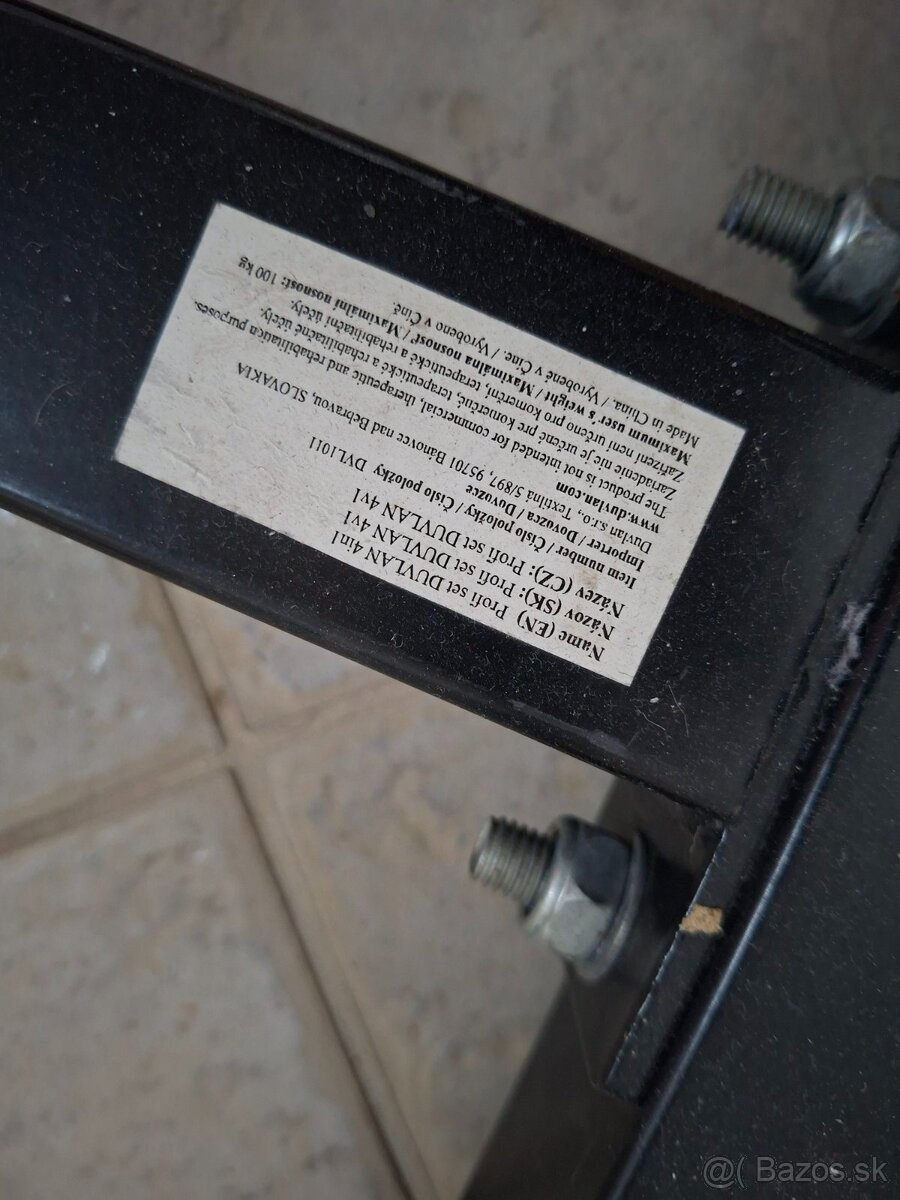 Name (EN) Profi set DUVLAN 4in1
Názov (SK): Profi set DUVLAN 4v1
Název (CZ): Profi set DUVLAN 4v1
Item number / Číslo položky / Číslo položky DVL1011
Importer / Dovozca / Dovozce
Duvlan s.r.o., Textilná 5/897, 95701 Bánovce nad Bebravou, SLOVAKIA
www.duvlan.com
The product is not intended for commercial, therapeutic and rehabilitation purposes.
Zariadenie nie je určené pre komerčné, terapeutické a rehabilitačné účely.
Zařízení není určeno pro komerční, terapeutické a rehabilitační účely.
Maximum user's weight / Maximálna nosnosť / Maximální nosnost: 100 kg
Made in China. / Vyrobené v Číne. / Vyrobeno v Číně.
@( Bazos.sk